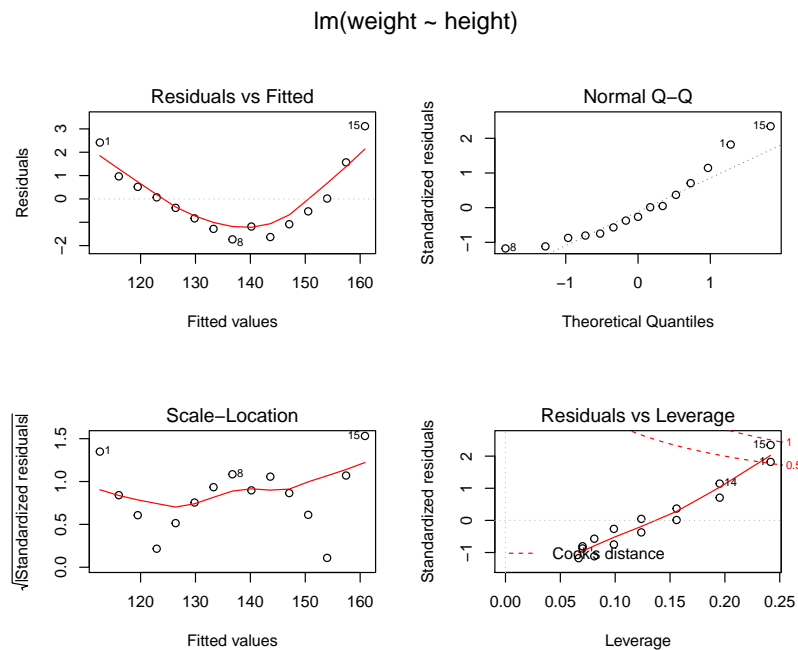 lm(weight ~ height)
Residuals vs Fitted
Residuals
3
2
1
0
−2
120 130 140 150 160
Fitted values
1
8
15
Normal Q−Q
Standardized residuals
2
1
0
−1
−1 0 1
Theoretical Quantiles
8
1
15
Scale−Location
√|Standardized residuals|
1.5
1.0
0.5
0.0
120 130 140 150 160
Fitted values
1
8
15
Residuals vs Leverage
Standardized residuals
2
1
0
−1
0.00 0.05 0.10 0.15 0.20 0.25
Leverage
Cook's distance
15
1
14
1
0.5